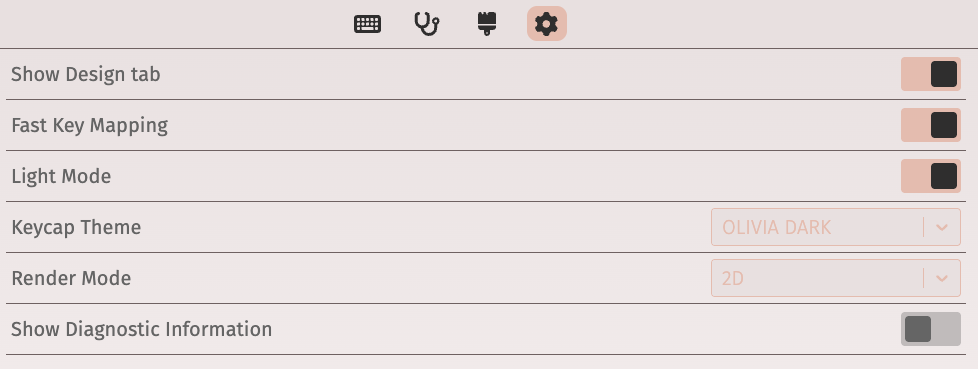 Show Design tab
Fast Key Mapping
Light Mode
Keycap Theme
OLIVIA DARK
Render Mode
2D
Show Diagnostic Information